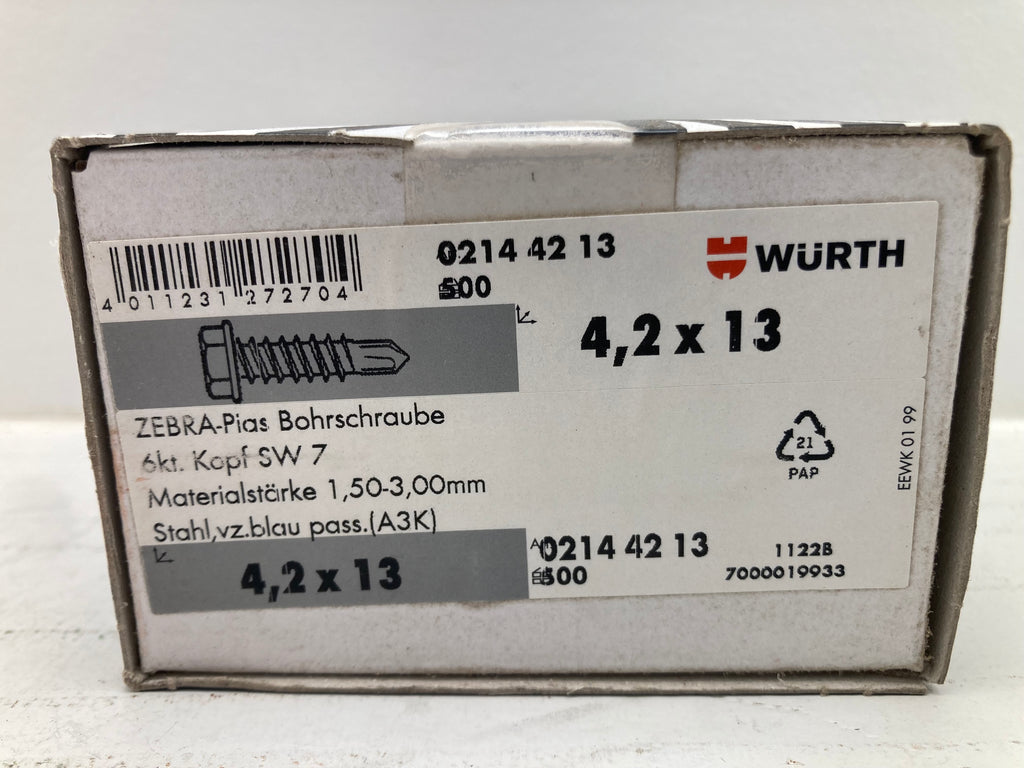 4 011231 272704
0214 42 13
500
WÜRTH
4,2 x 13
ZEBRA-Pias Bohrschraube
6kt. Kopf SW 7
Materialstärke 1,50-3,00mm
Stahl,vz.blau pass.(A3K)
21
PAP
EEWK 01 99
4,2 x 13
0214 42 13
500
1122B
7000019933